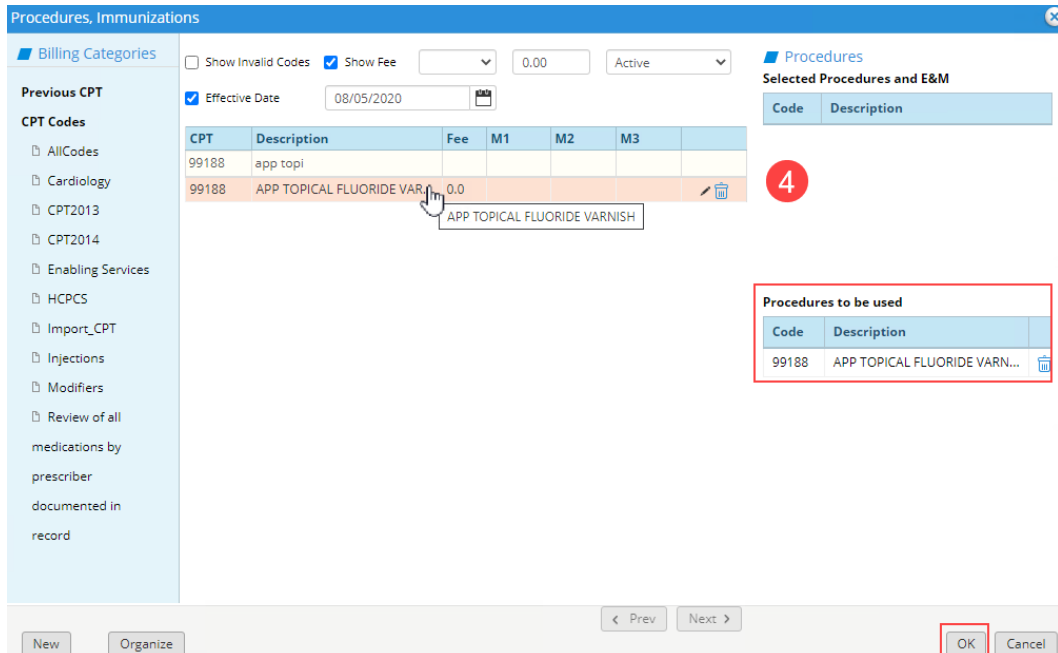 Procedures, Immunizations
Billing Categories
Previous CPT
CPT Codes
AllCodes
Cardiology
CPT2013
CPT2014
Enabling Services
HCPCS
Import_CPT
Injections
Modifiers
Review of all
medications by
prescriber
documented in
record
Show Invalid Codes Show Fee 0.00 Active
Effective Date 08/05/2020
CPT Description Fee M1 M2 M3
99188 app topi
99188 APP TOPICAL FLUORIDE VAR... 0.0
APP TOPICAL FLUORIDE VARNISH
Procedures
Selected Procedures and E&M
Code Description
4
Procedures to be used
Code Description
99188 APP TOPICAL FLUORIDE VARN...
< Prev Next >
New Organize OK Cancel